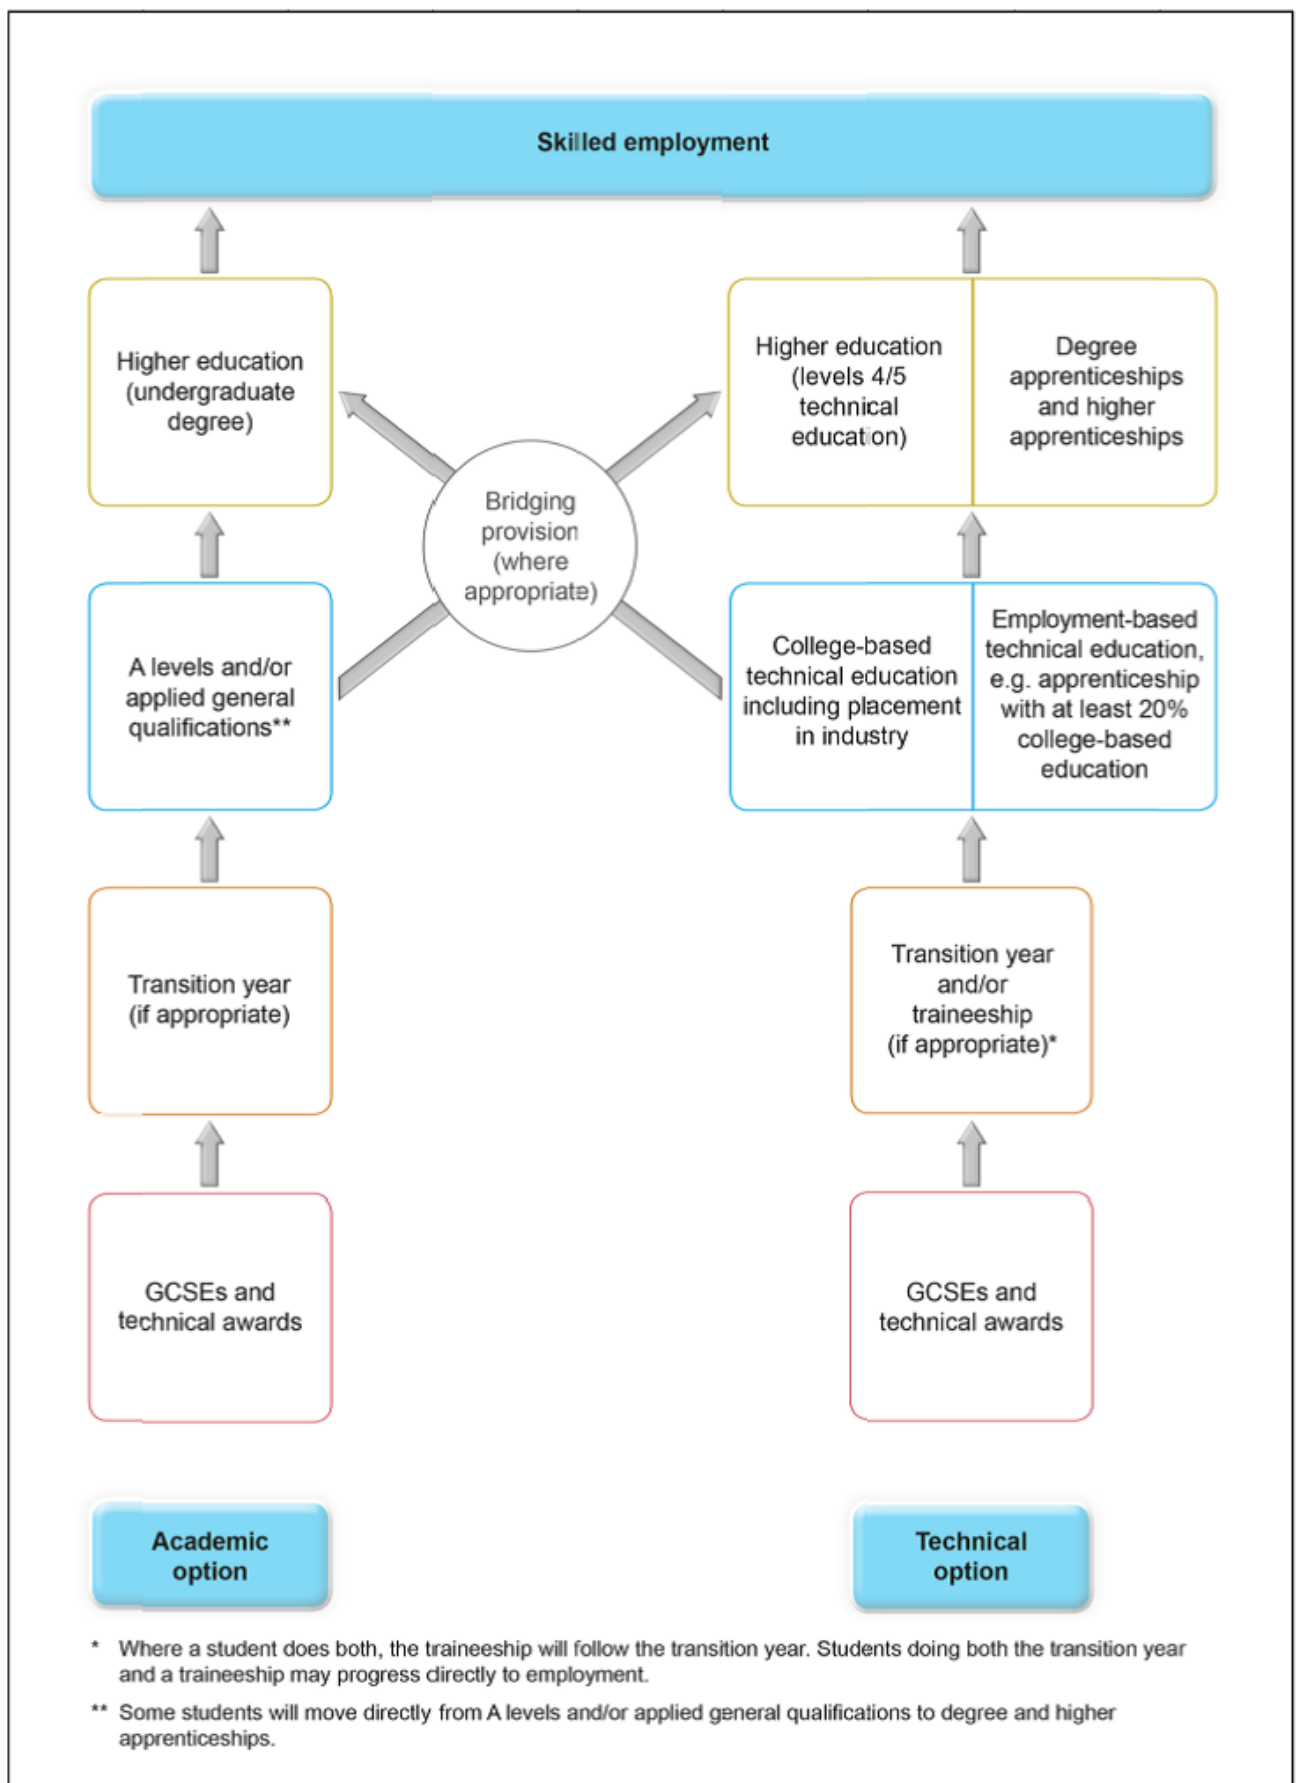 Skilled employment
Higher education
(undergraduate
degree)
Higher education
(levels 4/5
technical
education)
Degree
apprenticeships
and higher
apprenticeships
Bridging
provision
(where
appropriate)
A levels and/or
applied general
qualifications**
College-based
technical education
including placement
in industry
Employment-based
technical education,
e.g. apprenticeship
with at least 20%
college-based
education
Transition year
(if appropriate)
Transition year
and/or
traineeship
(if appropriate)*
GCSEs and
technical awards
GCSEs and
technical awards
Academic
option
Technical
option
* Where a student does both, the traineeship will follow the transition year. Students doing both the transition year
and a traineeship may progress directly to employment.
** Some students will move directly from A levels and/or applied general qualifications to degree and higher
apprenticeships.